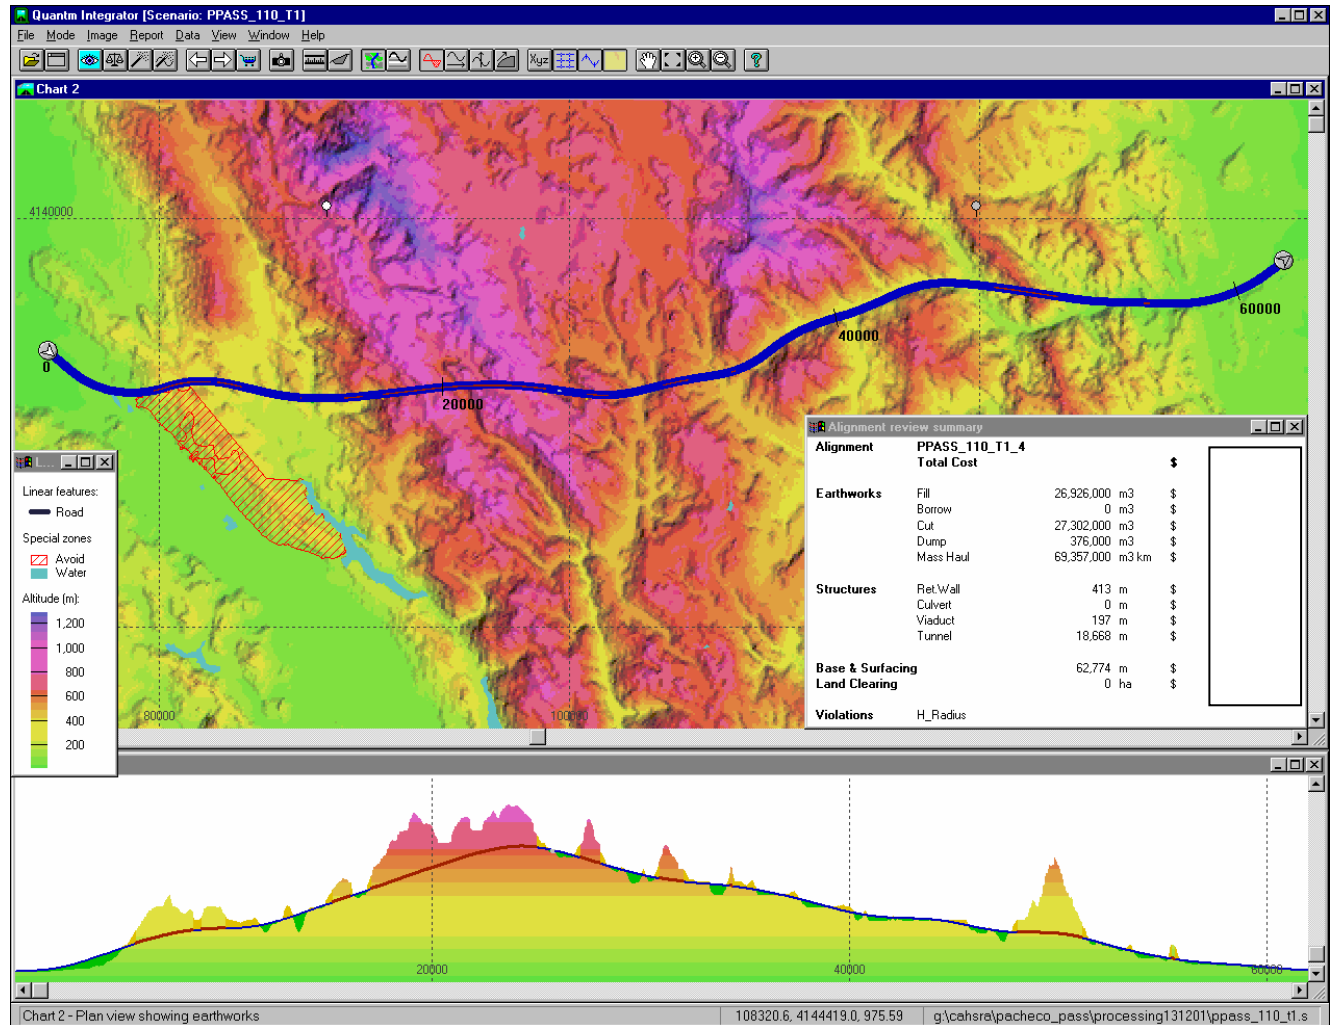 Quantm Integrator [Scenario: PPASS_110_T1]
File Mode Image Report Data View Window Help
Xyz
Chart 2
4140000
0
20000
40000
60000
80000
100000
L...
Linear features:
Road
Special zones
Avoid
Water
Altitude (m):
1,200
1,000
800
600
400
200
Alignment review summary
Alignment PPASS_110_T1_4
Total Cost $
Earthworks Fill 26,926,000 m3 $
Borrow 0 m3 $
Cut 27,302,000 m3 $
Dump 376,000 m3 $
Mass Haul 69,357,000 m3 km $
Structures Ret.Wall 413 m $
Culvert 0 m $
Viaduct 197 m $
Tunnel 18,668 m $
Base & Surfacing 62,774 m $
Land Clearing 0 ha $
Violations H_Radius
20000 40000 60000
Chart 2 - Plan view showing earthworks 108320.6, 4144419.0, 975.59 g:\cahsra\pacheco_pass\processing131201\ppass_110_t1.s